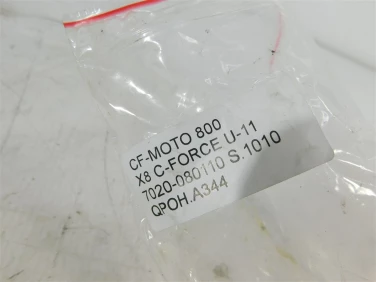 CF-MOTO 800
X8 C-FORCE U-11
7020-080110 S.1010
QPOH.A344